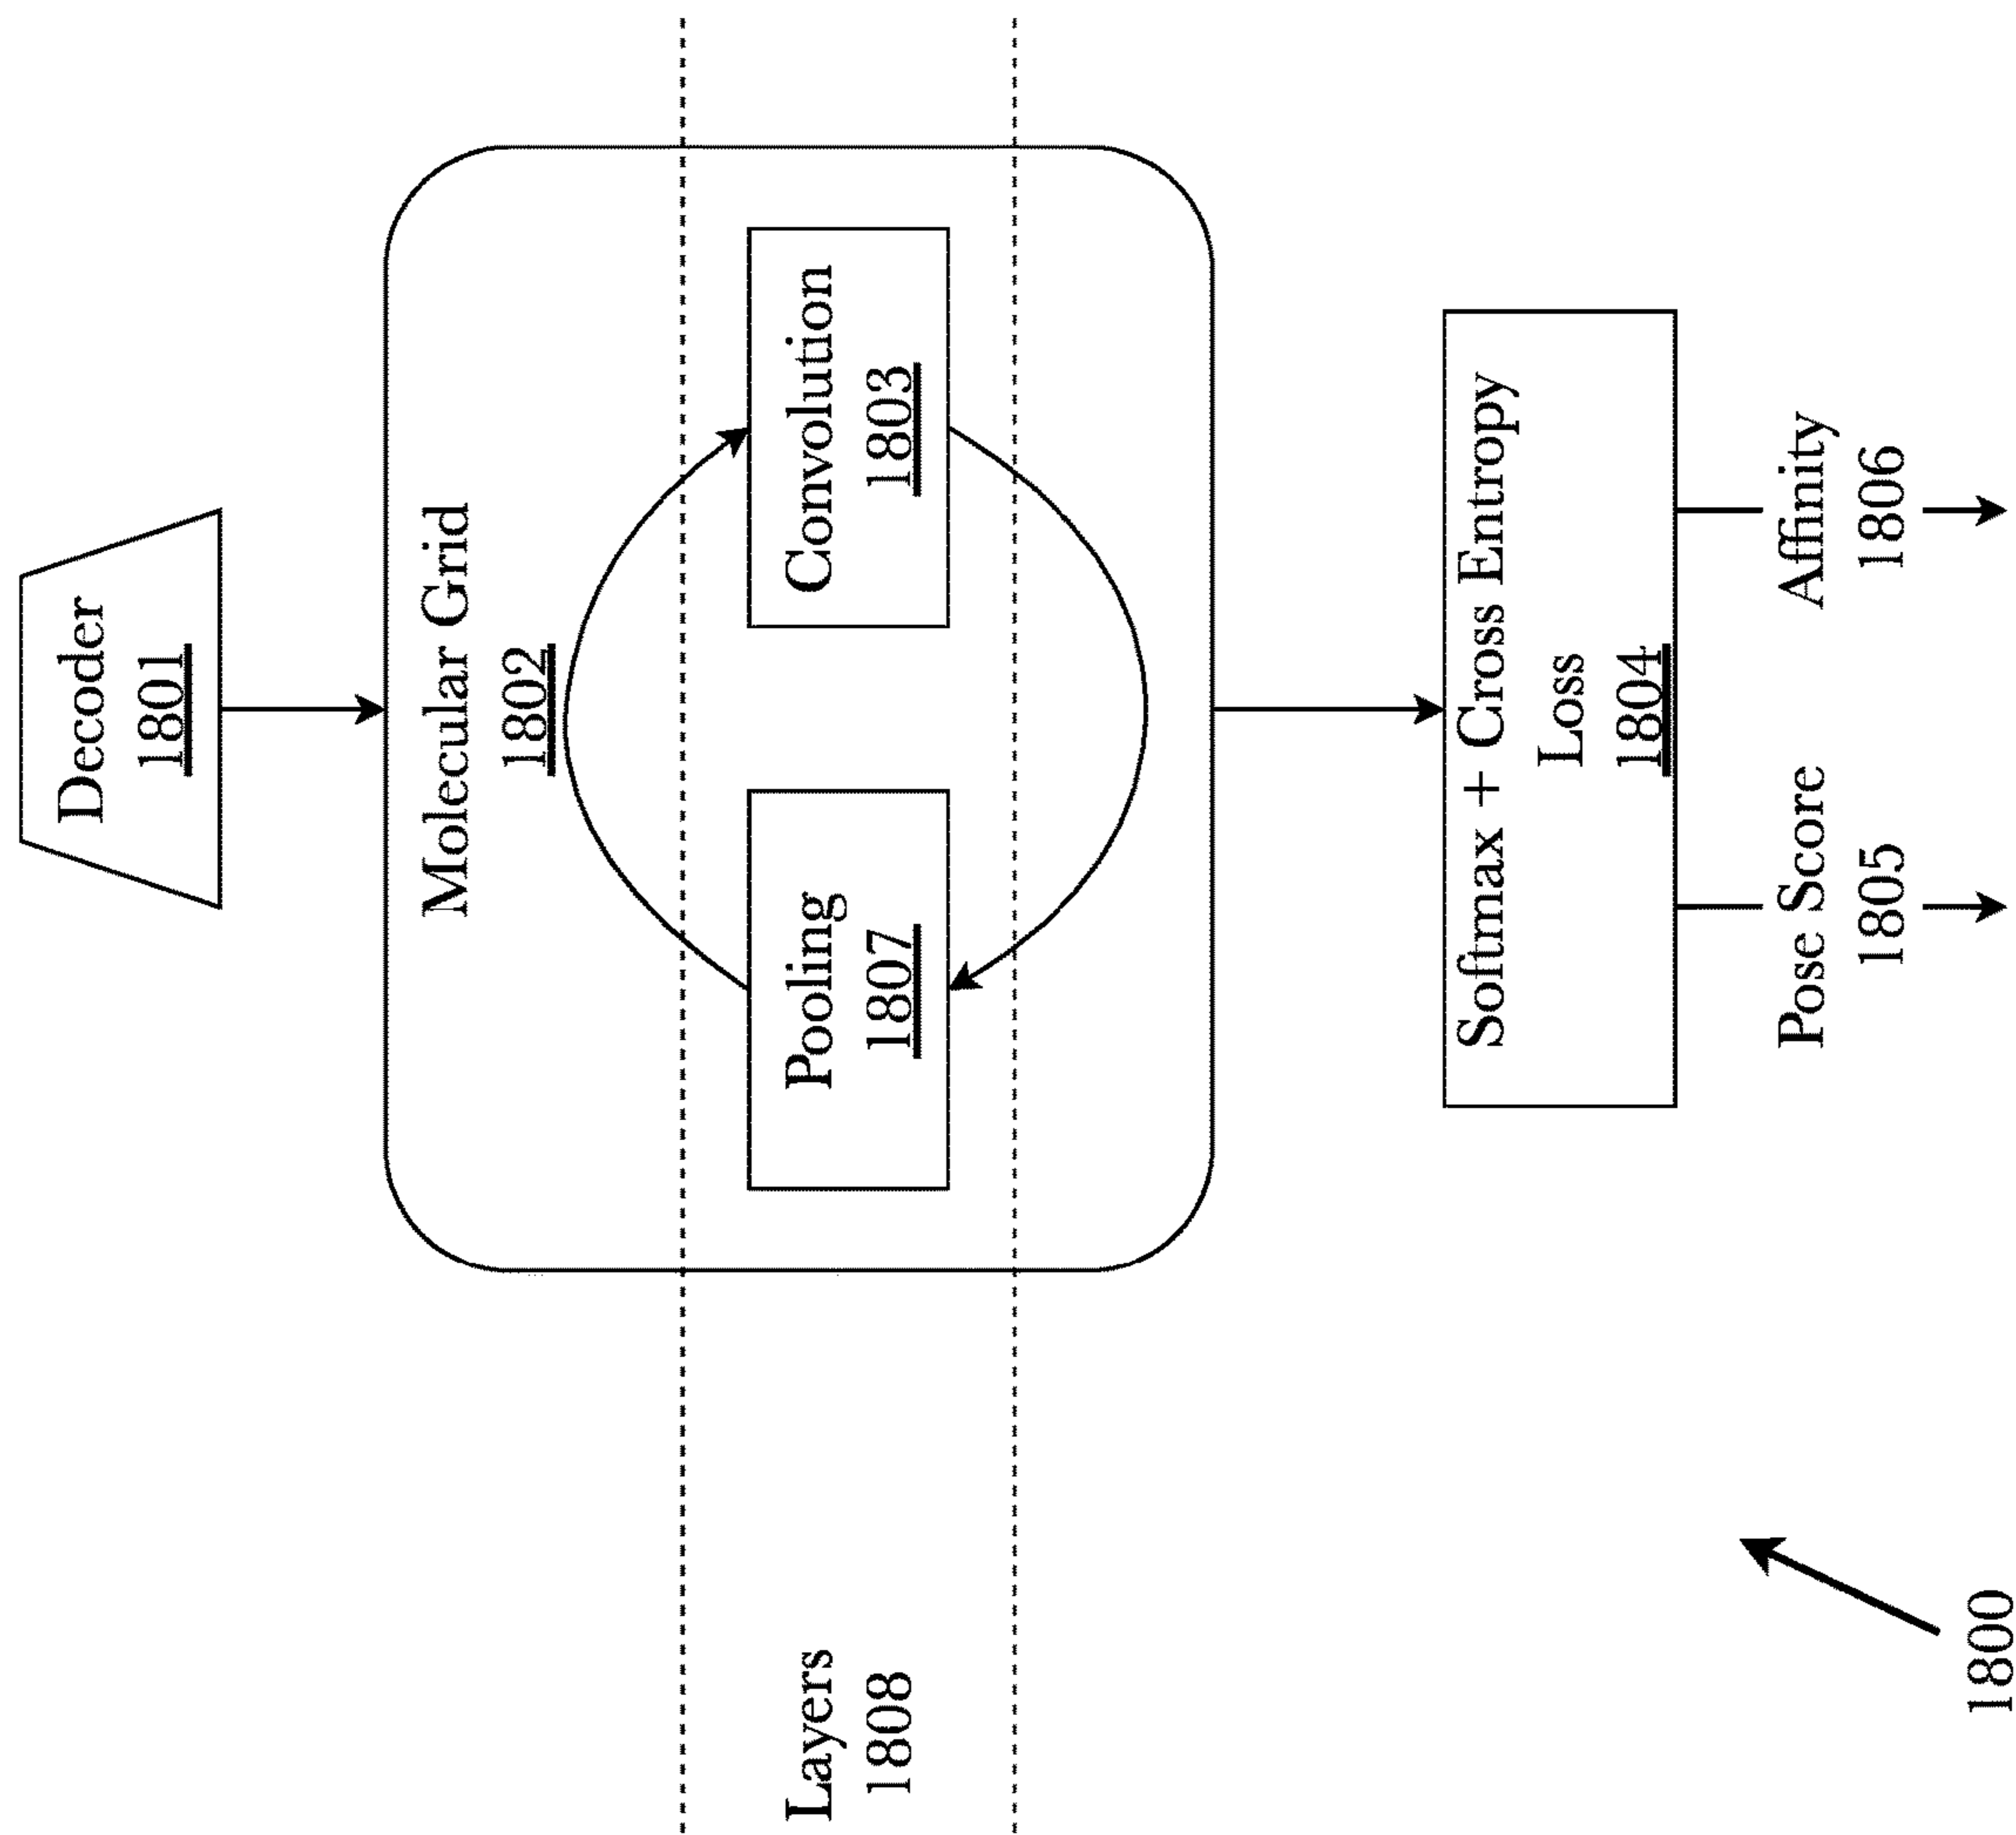 Decoder
1801
Molecular Grid
1802
Layers
1808
Pooling
1807
Convolution
1803
Softmax + Cross Entropy
Loss
1804
Pose Score
1805
Affinity
1806
1800